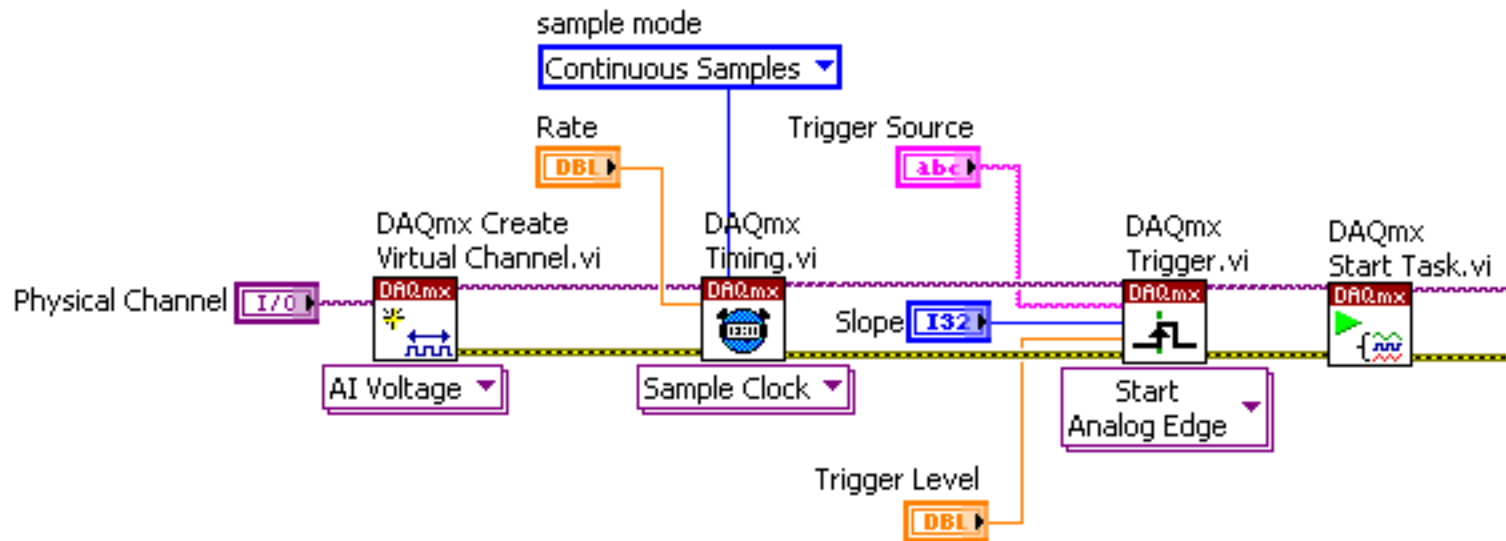 sample mode
Continuous Samples
Rate
DBL
Trigger Source
abc
DAQmx Create
Virtual Channel.vi
DAQmx
Timing.vi
DAQmx
Trigger.vi
DAQmx
Start Task.vi
Physical Channel
I/O
DAQmx
DAQmx
DAQmx
DAQmx
Slope
I32
AI Voltage
Sample Clock
Start
Analog Edge
Trigger Level
DBL